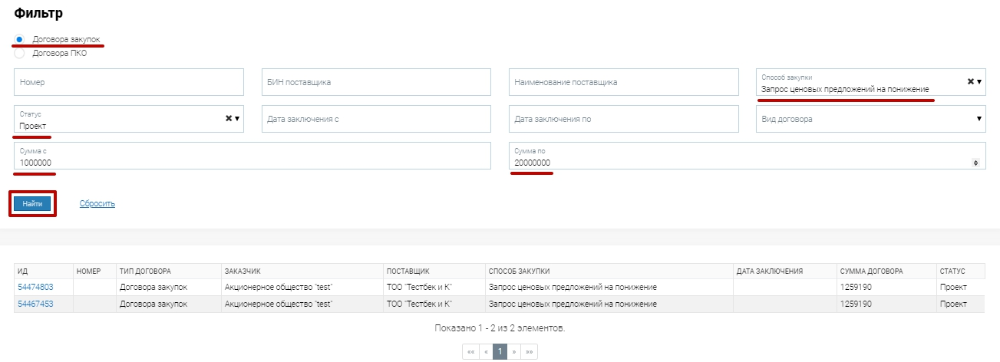 Фильтр
Договора закупок
Договора ПКО
Номер БИН поставщика Наименование поставщика Способ закупки
Запрос ценовых предложений на понижение
Статус
Проект Дата заключения с Дата заключения по Вид договора
Сумма с Сумма по
1000000 20000000
Найти Сбросить
ИД НОМЕР ТИП ДОГОВОРА ЗАКАЗЧИК ПОСТАВЩИК СПОСОБ ЗАКУПКИ ДАТА ЗАКЛЮЧЕНИЯ СУММА ДОГОВОРА СТАТУС
54474803 Договора закупок Акционерное общество "test" ТОО "Тестбек и К" Запрос ценовых предложений на понижение 1259190 Проект
54467453 Договора закупок Акционерное общество "test" ТОО "Тестбек и К" Запрос ценовых предложений на понижение 1259190 Проект
Показано 1 - 2 из 2 элементов.
«« « 1 » »»